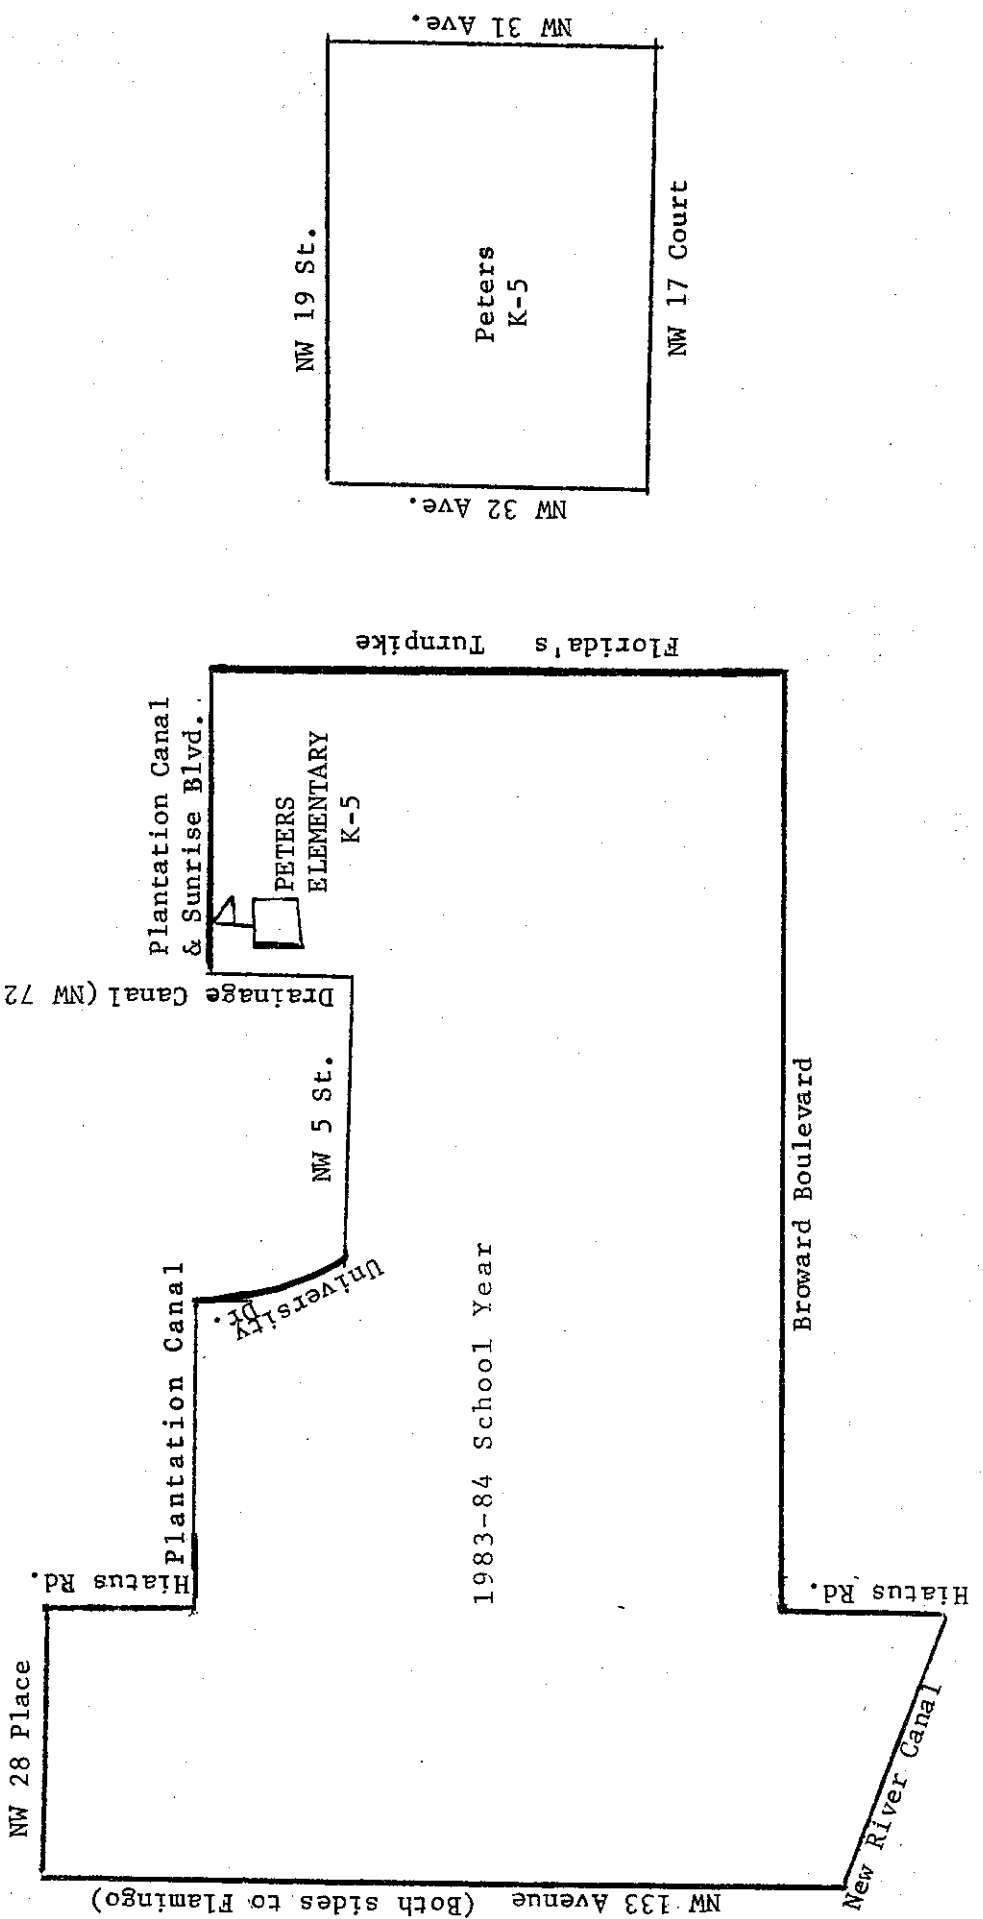 NW 28 Place
Hiatus Rd.
Plantation Canal
University
Dr.
NW 5 St.
Drainage Canal (NW 72
Plantation Canal
& Sunrise Blvd.
PETERS
ELEMENTARY
K-5
Florida's Turnpike
NW 133 Avenue (Both sides to Flamingo)
1983-84 School Year
New River Canal
Hiatus Rd.
Broward Boulevard
NW 19 St.
NW 32 Ave.
Peters
K-5
NW 31 Ave.
NW 17 Court